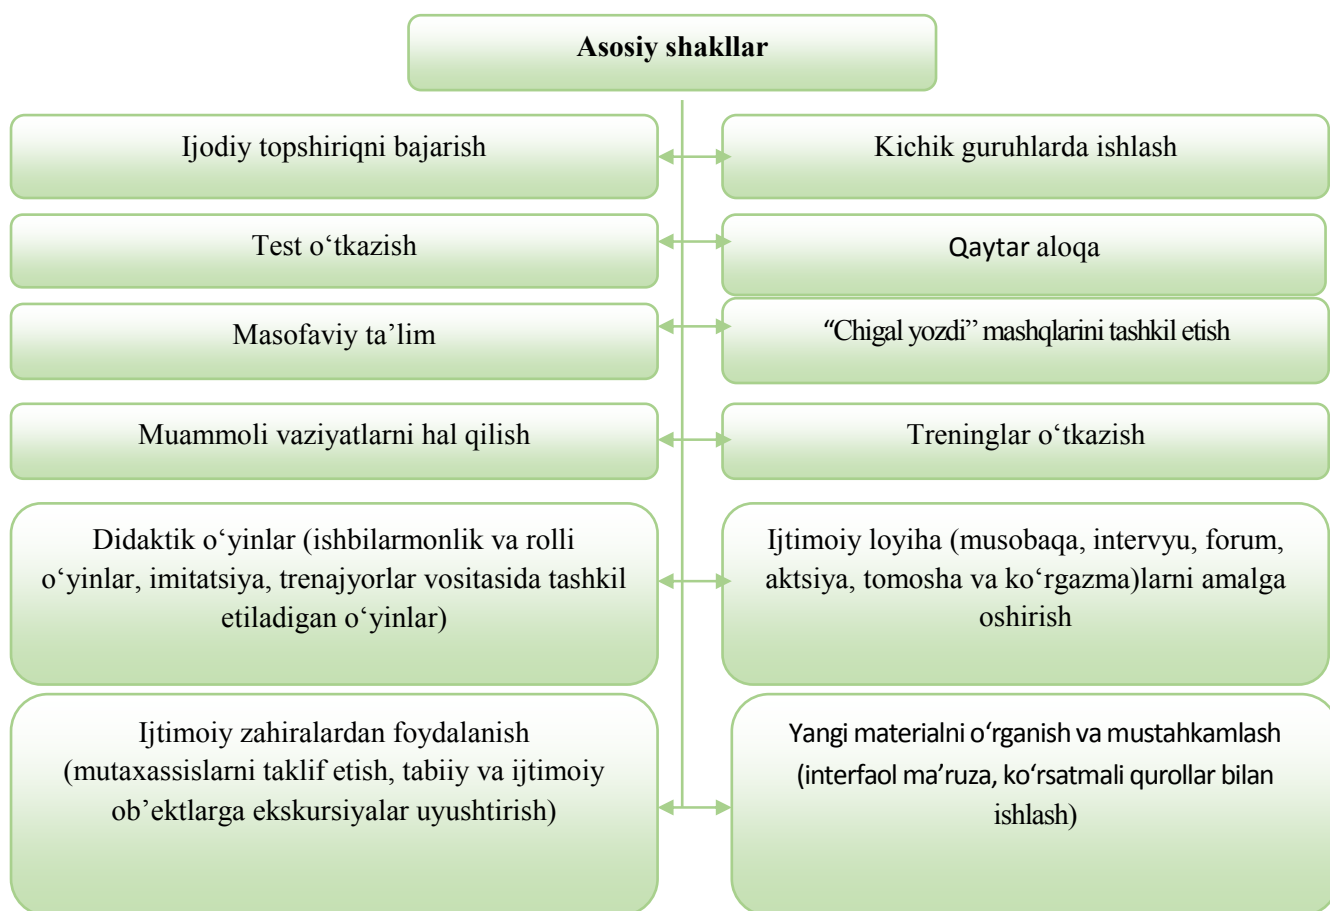 Asosiy shakllar
Ijodiy topshiriqni bajarish
Kichik guruhlarda ishlash
Test o‘tkazish
Qaytar aloqa
Masofaviy ta’lim
“Chigal yozdi” mashqlarini tashkil etish
Muammoli vaziyatlarni hal qilish
Treninglar o‘tkazish
Didaktik o‘yinlar (ishbilarmonlik va rolli
o‘yinlar, imitatsiya, trenajyorlar vositasida tashkil
etiladigan o‘yinlar)
Ijtimoiy loyiha (musobaqa, intervyu, forum,
aktsiya, tomosha va ko‘rgazma)larni amalga
oshirish
Ijtimoiy zahiralardan foydalanish
(mutaxassislarni taklif etish, tabiiy va ijtimoiy
ob’ektlarga ekskursiyalar uyushtirish)
Yangi materialni o‘rganish va mustahkamlash
(interfaol ma’ruza, ko‘rsatmali qurollar bilan
ishlash)